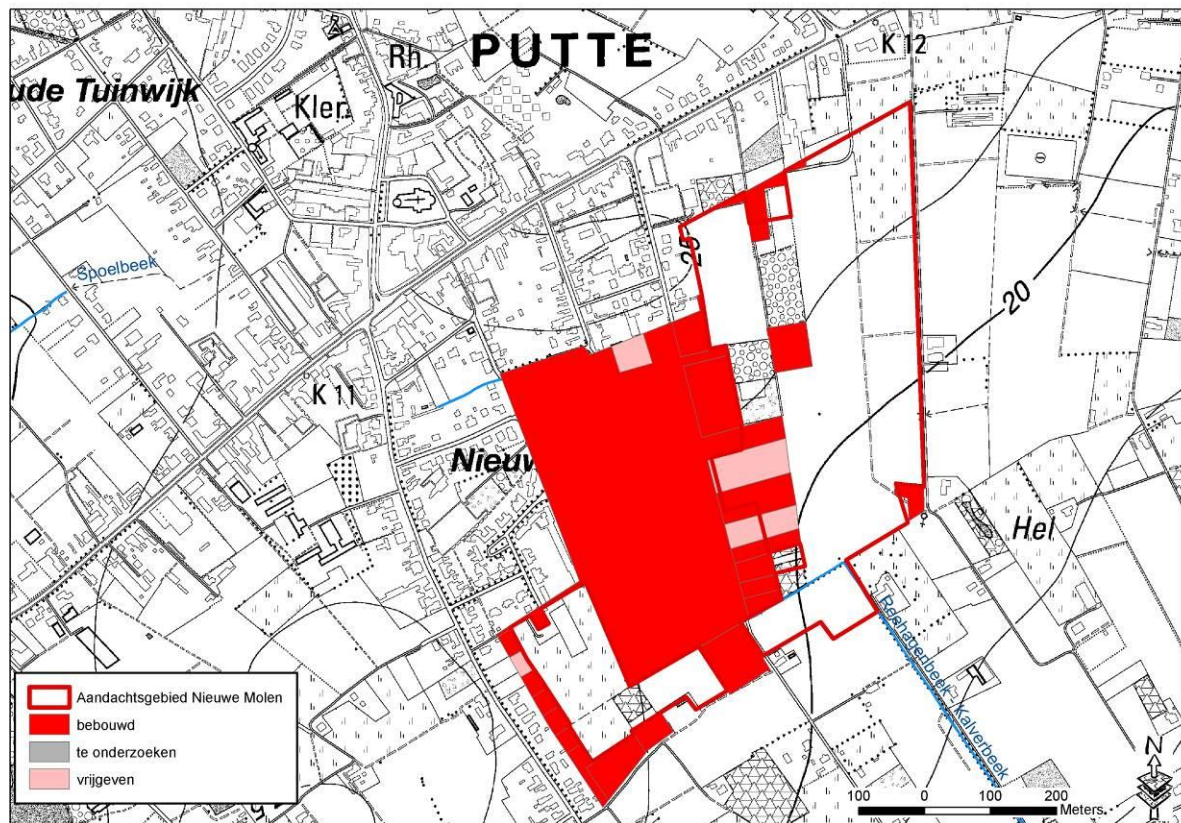 PUTTE
K 12
Rh.
ude Tuinwijk
Kler.
Spoelbeek
25
20
K 11
Nieuw
Hel
Reshagenbeek - Kalverbeek
Aandachtsgebied Nieuwe Molen
bebouwd
te onderzoeken
vrijgeven
N
100 0 100 200
Meters